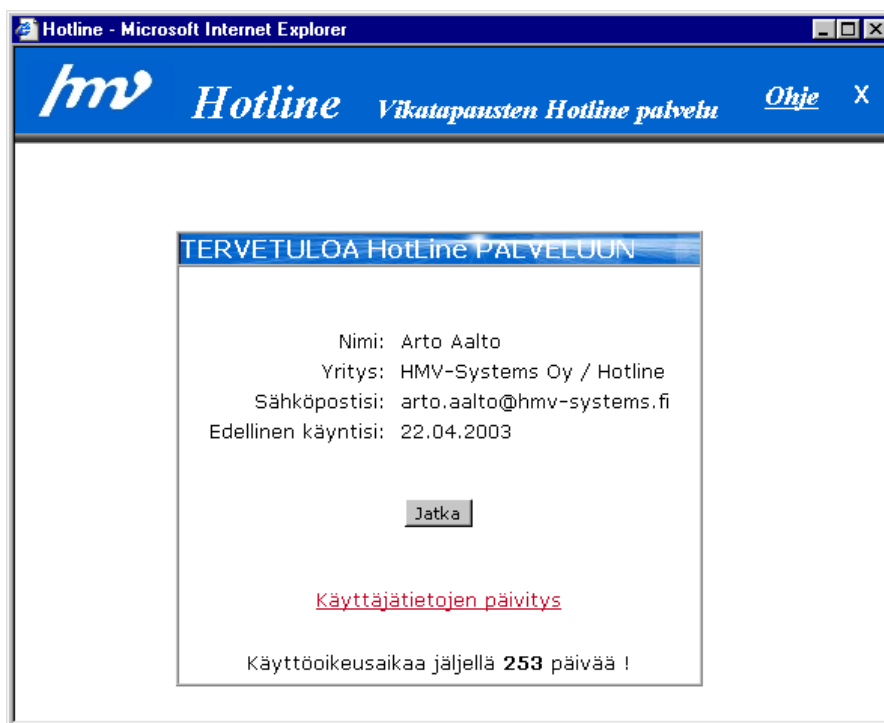 Hotline - Microsoft Internet Explorer
hmv Hotline Vikatapausten Hotline palvelu Ohje X
TERVETULOA HotLine PALVELUUN
Nimi: Arto Aalto
Yritys: HMV-Systems Oy / Hotline
Sähköpostisi: arto.aalto@hmv-systems.fi
Edellinen käyntisi: 22.04.2003
Jatka
Käyttäjätietojen päivitys
Käyttöoikeusaikaa jäljellä 253 päivää !